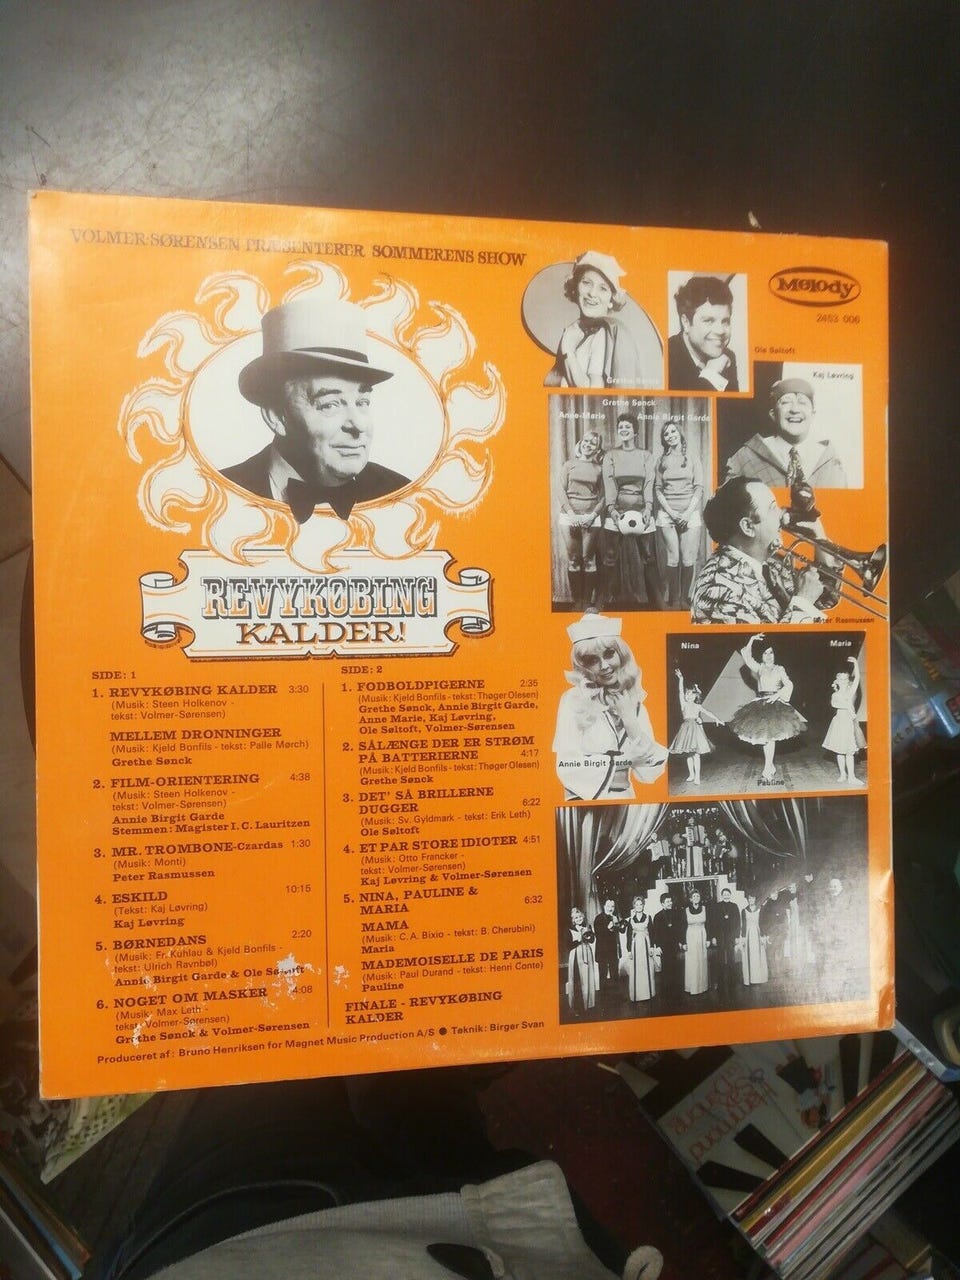 VOLMER-SØRENSEN PRÆSENTERER SOMMERENS SHOW
Melody
2453 006
Grethe Sønck
Ole Søltoft
Kaj Løvring
Grethe Sønck
Anne-Marie Annie Birgit Garde
Peter Rasmussen
Nina Maria
Pauline
Annie Birgit Garde
REVYKØBING
KALDER!
SIDE: 1
1. REVYKØBING KALDER 3:30
(Musik: Steen Holkenov -
tekst: Volmer-Sørensen)
MELLEM DRONNINGER
(Musik: Kjeld Bonfils - tekst: Palle Mørch)
Grethe Sønck
2. FILM-ORIENTERING 4:38
(Musik: Steen Holkenov -
tekst: Volmer-Sørensen)
Annie Birgit Garde
Stemmen: Magister I. C. Lauritzen
3. MR. TROMBONE-Czardas 1:30
(Musik: Monti)
Peter Rasmussen
4. ESKILD 10:15
(Tekst: Kaj Løvring)
Kaj Løvring
5. BØRNEDANS 2:20
(Musik: Fr. Kuhlau & Kjeld Bonfils -
tekst: Ulrich Ravnbøl)
Annie Birgit Garde & Ole Søltoft
6. NOGET OM MASKER 4:08
(Musik: Max Leth -
tekst: Volmer-Sørensen)
Grethe Sønck & Volmer-Sørensen
SIDE: 2
1. FODBOLDPIGERNE 2:35
(Musik: Kjeld Bonfils - tekst: Thøger Olesen)
Grethe Sønck, Annie Birgit Garde,
Anne Marie, Kaj Løvring,
Ole Søltoft, Volmer-Sørensen
2. SÅLÆNGE DER ER STRØM
PÅ BATTERIERNE 4:17
(Musik: Kjeld Bonfils - tekst: Thøger Olesen)
Grethe Sønck
3. DET' SÅ BRILLERNE
DUGGER 6:22
(Musik: Sv. Gyldmark - tekst: Erik Leth)
Ole Søltoft
4. ET PAR STORE IDIOTER 4:51
(Musik: Otto Francker -
tekst: Volmer-Sørensen)
Kaj Løvring & Volmer-Sørensen
5. NINA, PAULINE &
MARIA 6:32
MAMA
(Musik: C. A. Bixio - tekst: B. Cherubini)
Maria
MADEMOISELLE DE PARIS
(Musik: Paul Durand - tekst: Henri Conte)
Pauline
FINALE - REVYKØBING
KALDER
Produceret af: Bruno Henriksen for Magnet Music Production A/S ● Tøknik: Birger Svan